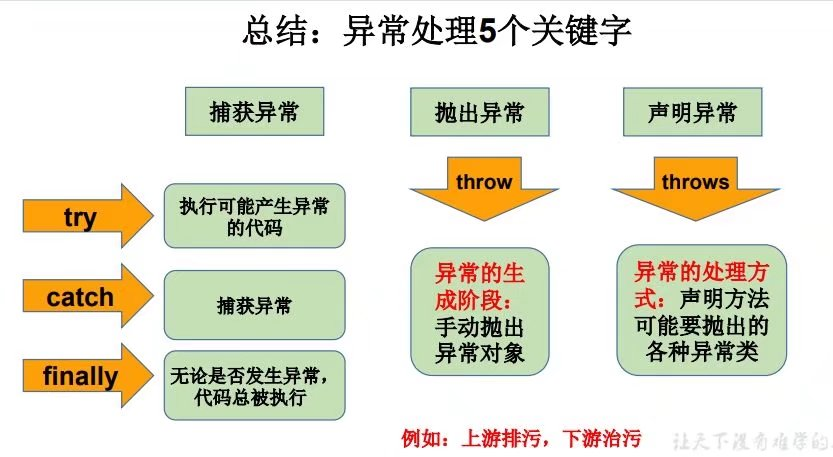 总结：异常处理5个关键字
捕获异常
抛出异常
声明异常
throw
throws
try
执行可能产生异常
的代码
catch
捕获异常
finally
无论是否发生异常，
代码总被执行
异常的生
成阶段：
手动抛出
异常对象
异常的处理方
式：声明方法
可能要抛出的
各种异常类
例如：上游排污，下游治污
让天下没有难学的